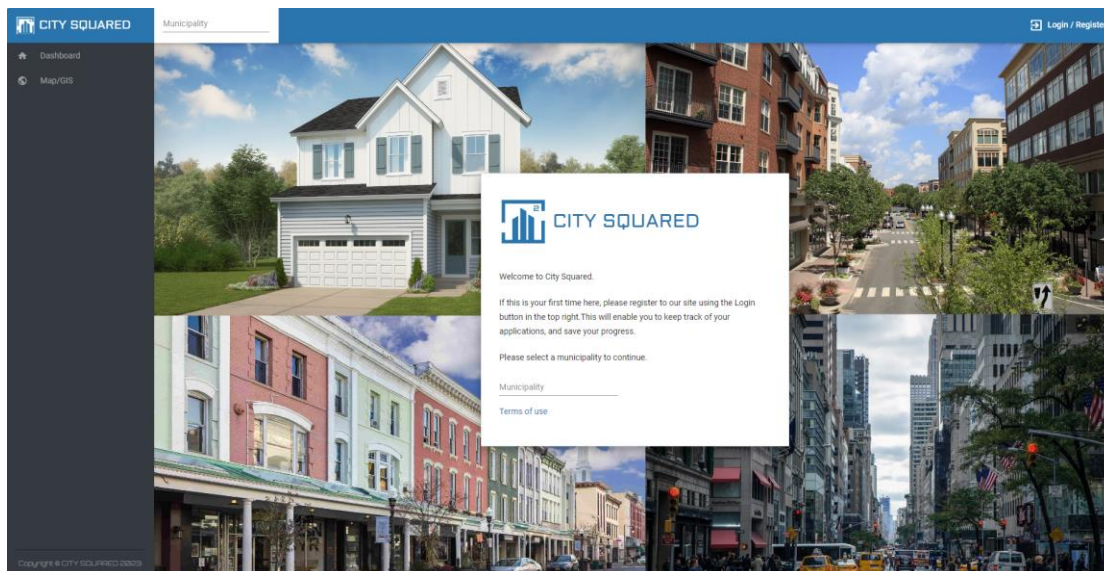 CITY SQUARED
Municipality
Login / Registe
Dashboard
Map/GIS
2
CITY SQUARED
Welcome to City Squared.
If this is your first time here, please register to our site using the Login
button in the top right.This will enable you to keep track of your
applications, and save your progress.
Please select a municipality to continue.
Municipality
Terms of use
Copyright © CITY SQUARED 2023